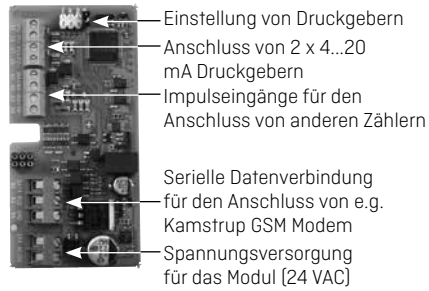 Einstellung von Druckgebern
Anschluss von 2 x 4...20
mA Druckgebern
Impulseingänge für den
Anschluss von anderen Zählern
Serielle Datenverbindung
für den Anschluss von e.g.
Kamstrup GSM Modem
Spannungsversorgung
für das Modul (24 VAC)